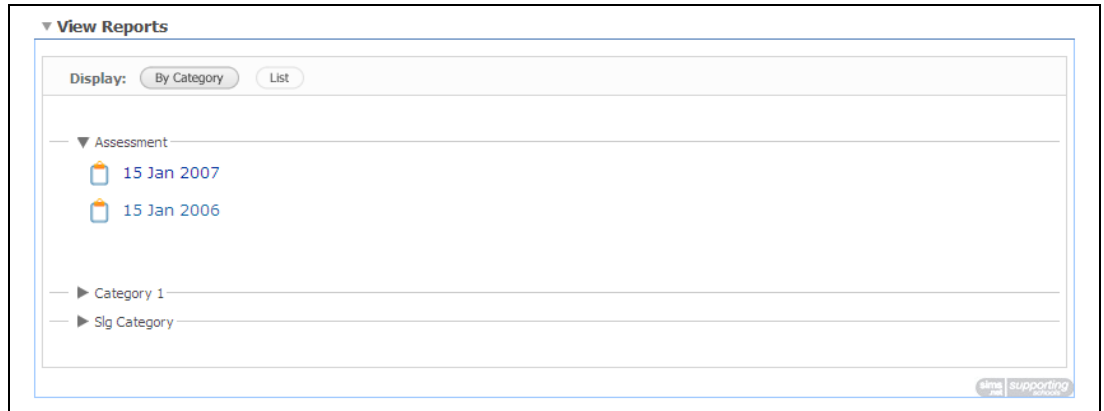 View Reports
Display: By Category List
Assessment
15 Jan 2007
15 Jan 2006
Category 1
Slg Category
sims .net supporting schools